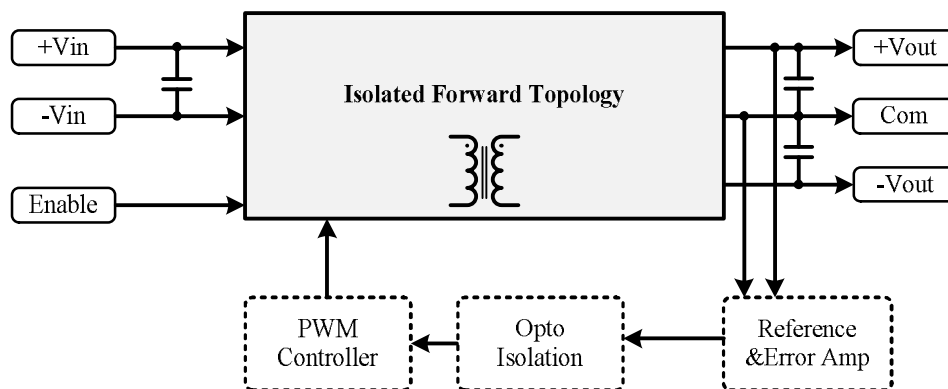 +Vin
-Vin
Enable
Isolated Forward Topology
+Vout
Com
-Vout
PWM
Controller
Opto
Isolation
Reference
&Error Amp